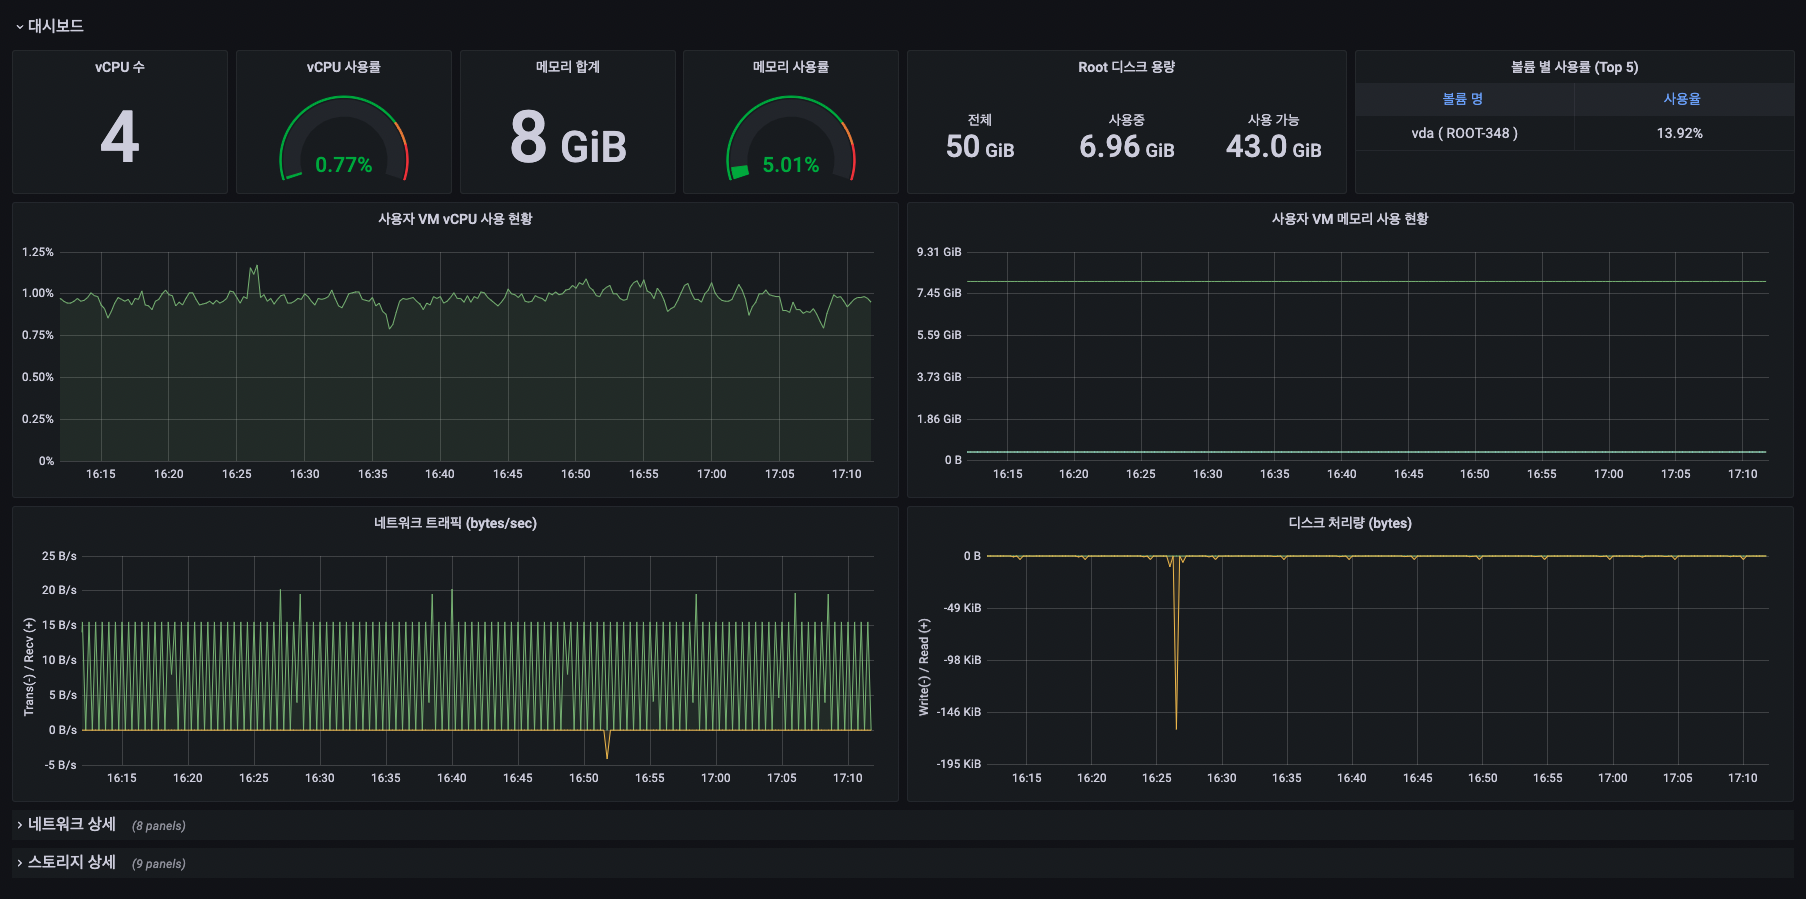 대시보드
vCPU 수
4
vCPU 사용률
0.77%
메모리 합계
8 GiB
메모리 사용률
5.01%
Root 디스크 용량
전체 사용중 사용 가능
50 GiB 6.96 GiB 43.0 GiB
볼륨 별 사용률 (Top 5)
볼륨 명 사용율
vda ( ROOT-348 ) 13.92%
사용자 VM vCPU 사용 현황
1.25%
1.00%
0.75%
0.50%
0.25%
0%
16:15 16:20 16:25 16:30 16:35 16:40 16:45 16:50 16:55 17:00 17:05 17:10
사용자 VM 메모리 사용 현황
9.31 GiB
7.45 GiB
5.59 GiB
3.73 GiB
1.86 GiB
0 B
16:15 16:20 16:25 16:30 16:35 16:40 16:45 16:50 16:55 17:00 17:05 17:10
네트워크 트래픽 (bytes/sec)
Trans(-) / Recv (+)
25 B/s
20 B/s
15 B/s
10 B/s
5 B/s
0 B/s
-5 B/s
16:15 16:20 16:25 16:30 16:35 16:40 16:45 16:50 16:55 17:00 17:05 17:10
디스크 처리량 (bytes)
Write(-) / Read (+)
0 B
-49 KiB
-98 KiB
-146 KiB
-195 KiB
16:15 16:20 16:25 16:30 16:35 16:40 16:45 16:50 16:55 17:00 17:05 17:10
네트워크 상세 (8 panels)
스토리지 상세 (9 panels)